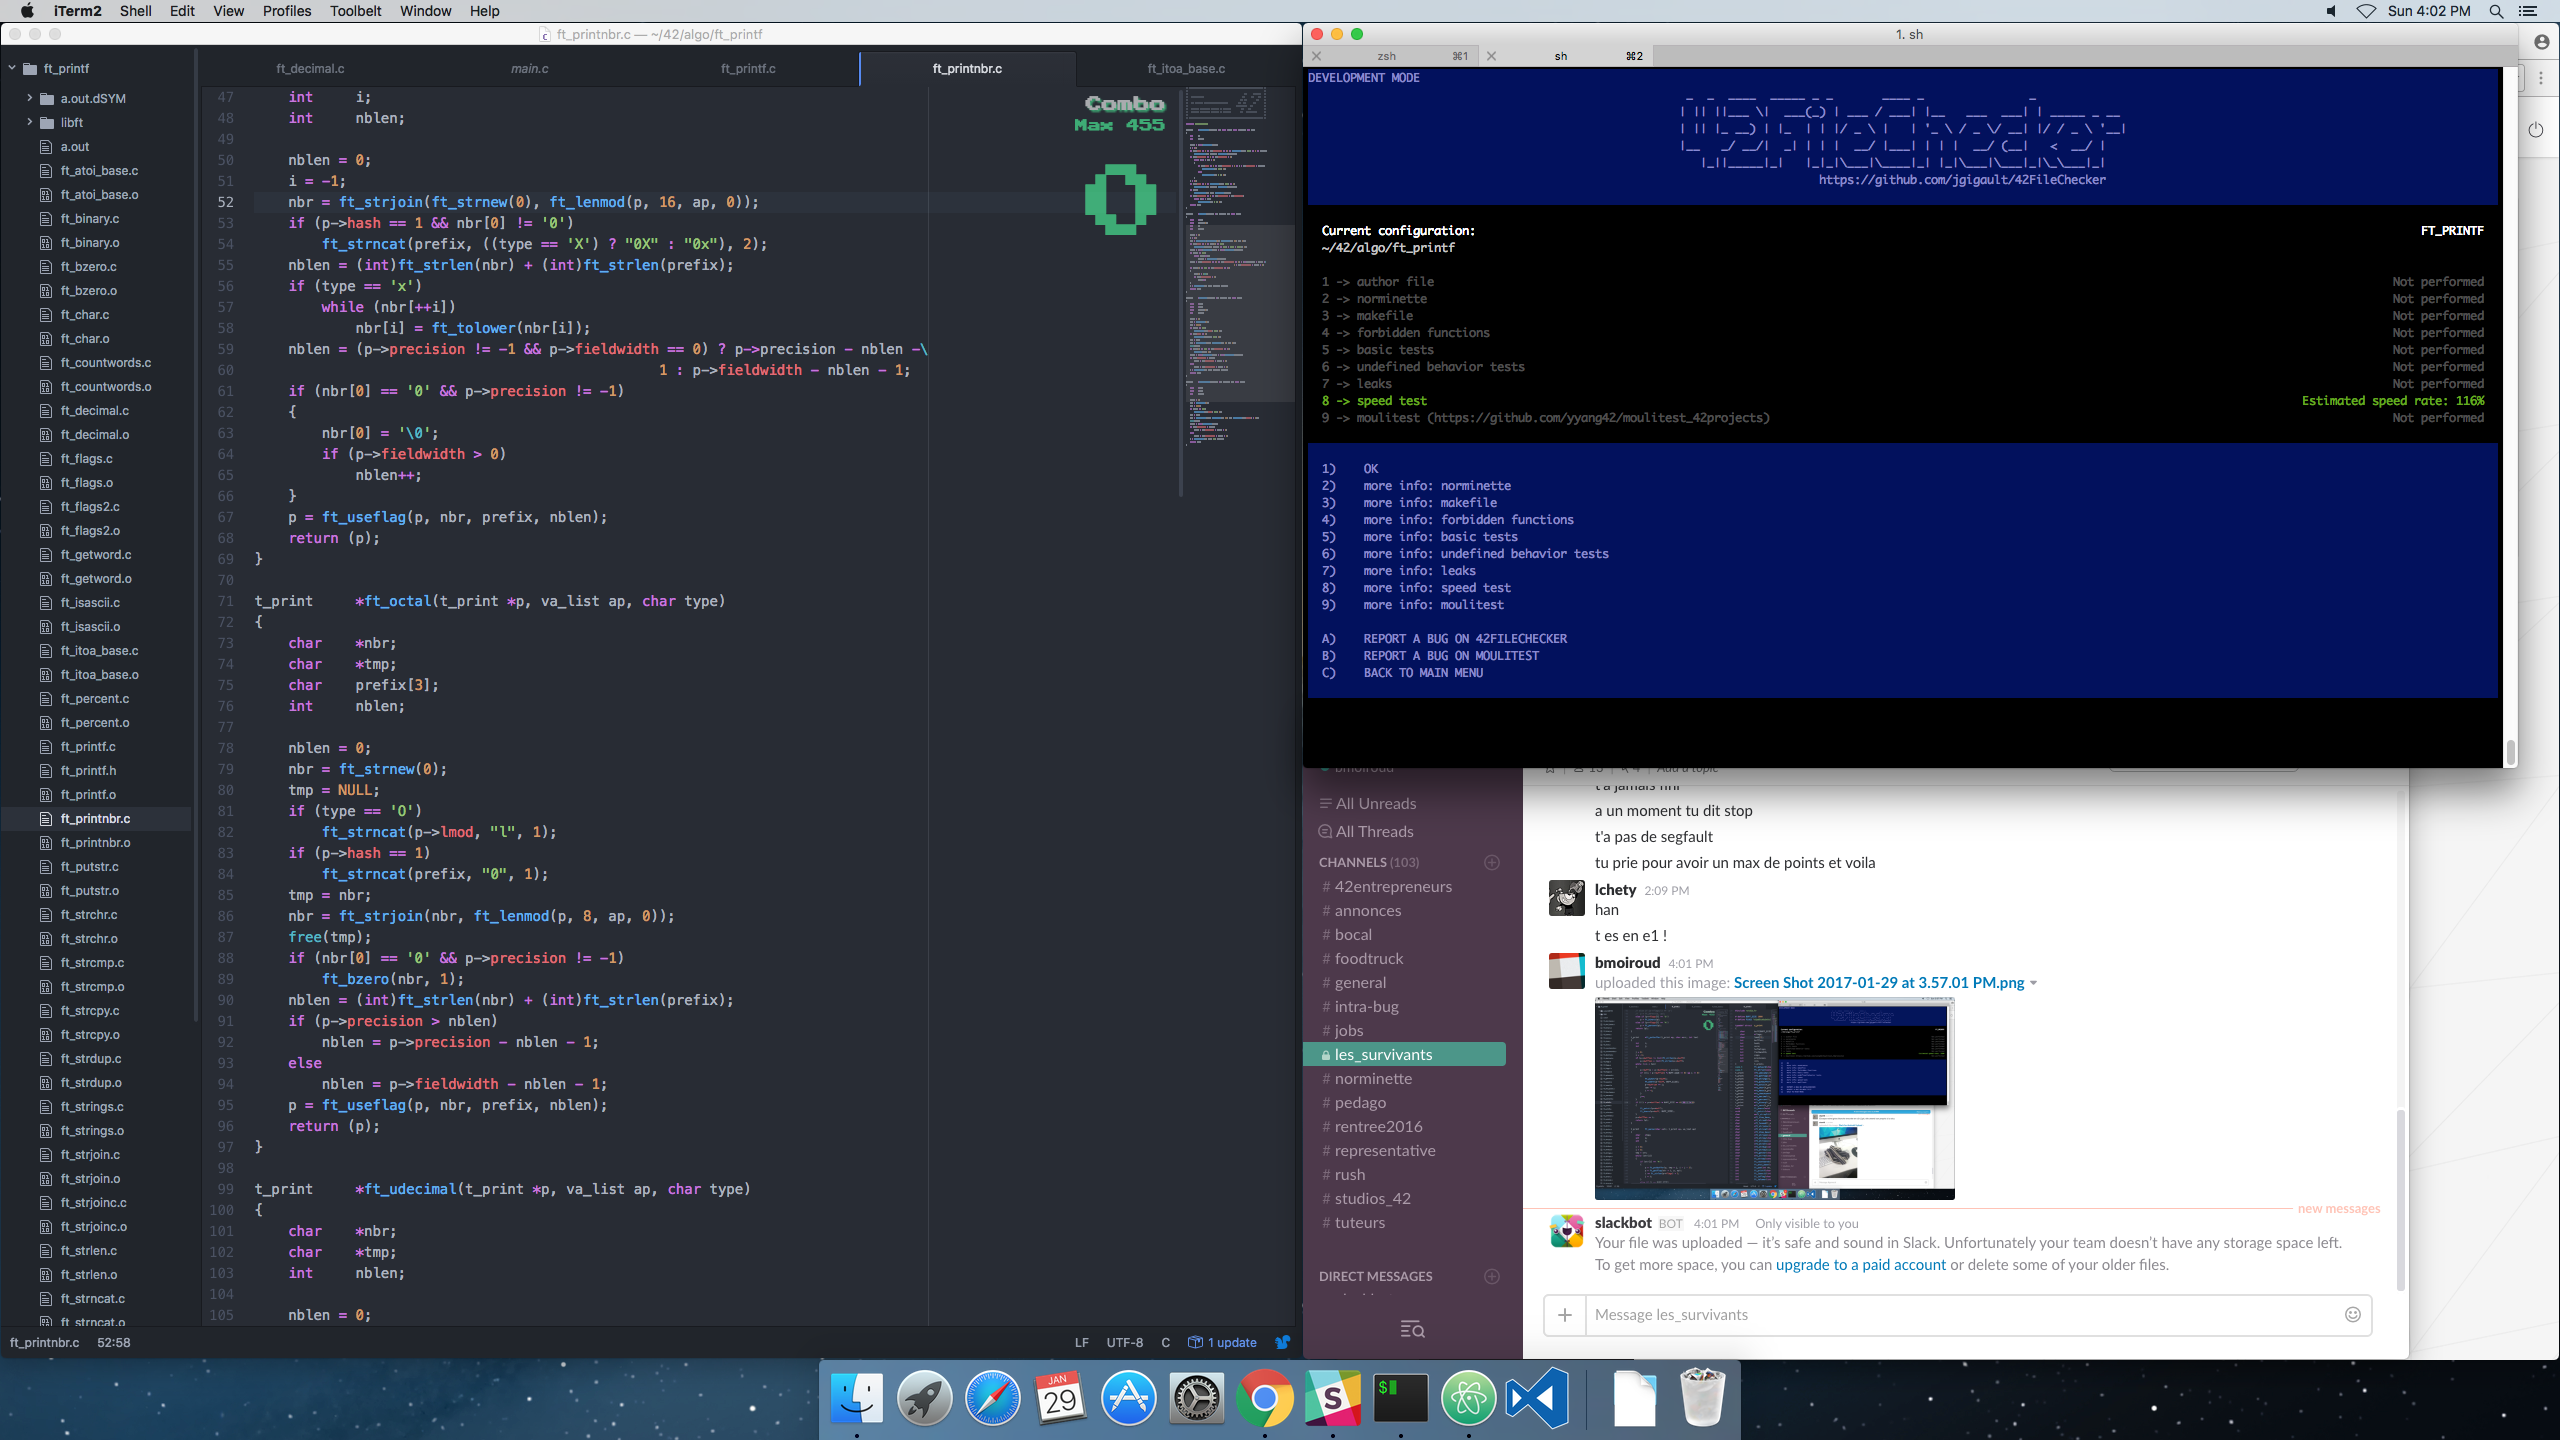 iTerm2 Shell Edit View Profiles Toolbelt Window Help
Sun 4:02 PM
ft_printnbr.c — ~/42/algo/ft_printf
ft_printf
a.out.dSYM
libft
a.out
ft_atoi_base.c
ft_atoi_base.o
ft_binary.c
ft_binary.o
ft_bzero.c
ft_bzero.o
ft_char.c
ft_char.o
ft_countwords.c
ft_countwords.o
ft_decimal.c
ft_decimal.o
ft_flags.c
ft_flags.o
ft_flags2.c
ft_flags2.o
ft_getword.c
ft_getword.o
ft_isascii.c
ft_isascii.o
ft_itoa_base.c
ft_itoa_base.o
ft_percent.c
ft_percent.o
ft_printf.c
ft_printf.h
ft_printf.o
ft_printnbr.c
ft_printnbr.o
ft_putstr.c
ft_putstr.o
ft_strchr.c
ft_strchr.o
ft_strcmp.c
ft_strcmp.o
ft_strcpy.c
ft_strcpy.o
ft_strdup.c
ft_strdup.o
ft_strings.c
ft_strings.o
ft_strjoin.c
ft_strjoin.o
ft_strjoinc.c
ft_strjoinc.o
ft_strlen.c
ft_strlen.o
ft_strncat.c
ft_strncat.o
ft_decimal.c main.c ft_printf.c ft_printnbr.c ft_itoa_base.c
47 int i;
48 int nblen;
49
50 nblen = 0;
51 i = -1;
52 nbr = ft_strjoin(ft_strnew(0), ft_lenmod(p, 16, ap, 0));
53 if (p->hash == 1 && nbr[0] != '0')
54 ft_strncat(prefix, ((type == 'X') ? "0X" : "0x"), 2);
55 nblen = (int)ft_strlen(nbr) + (int)ft_strlen(prefix);
56 if (type == 'x')
57 while (nbr[++i])
58 nbr[i] = ft_tolower(nbr[i]);
59 nblen = (p->precision != -1 && p->fieldwidth == 0) ? p->precision - nblen -\
60 1 : p->fieldwidth - nblen - 1;
61 if (nbr[0] == '0' && p->precision != -1)
62 {
63 nbr[0] = '\0';
64 if (p->fieldwidth > 0)
65 nblen++;
66 }
67 p = ft_useflag(p, nbr, prefix, nblen);
68 return (p);
69 }
70
71 t_print *ft_octal(t_print *p, va_list ap, char type)
72 {
73 char *nbr;
74 char *tmp;
75 char prefix[3];
76 int nblen;
77
78 nblen = 0;
79 nbr = ft_strnew(0);
80 tmp = NULL;
81 if (type == 'O')
82 ft_strncat(p->lmod, "l", 1);
83 if (p->hash == 1)
84 ft_strncat(prefix, "0", 1);
85 tmp = nbr;
86 nbr = ft_strjoin(nbr, ft_lenmod(p, 8, ap, 0));
87 free(tmp);
88 if (nbr[0] == '0' && p->precision != -1)
89 ft_bzero(nbr, 1);
90 nblen = (int)ft_strlen(nbr) + (int)ft_strlen(prefix);
91 if (p->precision > nblen)
92 nblen = p->precision - nblen - 1;
93 else
94 nblen = p->fieldwidth - nblen - 1;
95 p = ft_useflag(p, nbr, prefix, nblen);
96 return (p);
97 }
98
99 t_print *ft_udecimal(t_print *p, va_list ap, char type)
100 {
101 char *nbr;
102 char *tmp;
103 int nblen;
104
105 nblen = 0;
Combo
Max 455
0
ft_printnbr.c 52:58
LF UTF-8 C 1 update
1. sh
zsh ⌘1 sh ⌘2
DEVELOPMENT MODE
42FileChecker
https://github.com/jgigault/42FileChecker
Current configuration: FT_PRINTF
~/42/algo/ft_printf
1 -> author file Not performed
2 -> norminette Not performed
3 -> makefile Not performed
4 -> forbidden functions Not performed
5 -> basic tests Not performed
6 -> undefined behavior tests Not performed
7 -> leaks Not performed
8 -> speed test Estimated speed rate: 116%
9 -> moulitest (https://github.com/yyang42/moulitest_42projects) Not performed
1) OK
2) more info: norminette
3) more info: makefile
4) more info: forbidden functions
5) more info: basic tests
6) more info: undefined behavior tests
7) more info: leaks
8) more info: speed test
9) more info: moulitest
A) REPORT A BUG ON 42FILECHECKER
B) REPORT A BUG ON MOULITEST
C) BACK TO MAIN MENU
bmoiroud
All Unreads
All Threads
CHANNELS (103)
# 42entrepreneurs
# annonces
# bocal
# foodtruck
# general
# intra-bug
# jobs
les_survivants
# norminette
# pedago
# rentree2016
# representative
# rush
# studios_42
# tuteurs
DIRECT MESSAGES
13 4 Add a topic
t'a jamais fini
a un moment tu dit stop
t'a pas de segfault
tu prie pour avoir un max de points et voila
lchety 2:09 PM
han
t es en e1 !
bmoiroud 4:01 PM
uploaded this image: Screen Shot 2017-01-29 at 3.57.01 PM.png
new messages
slackbot BOT 4:01 PM Only visible to you
Your file was uploaded — it's safe and sound in Slack. Unfortunately your team doesn't have any storage space left.
To get more space, you can upgrade to a paid account or delete some of your older files.
Message les_survivants
JAN
29